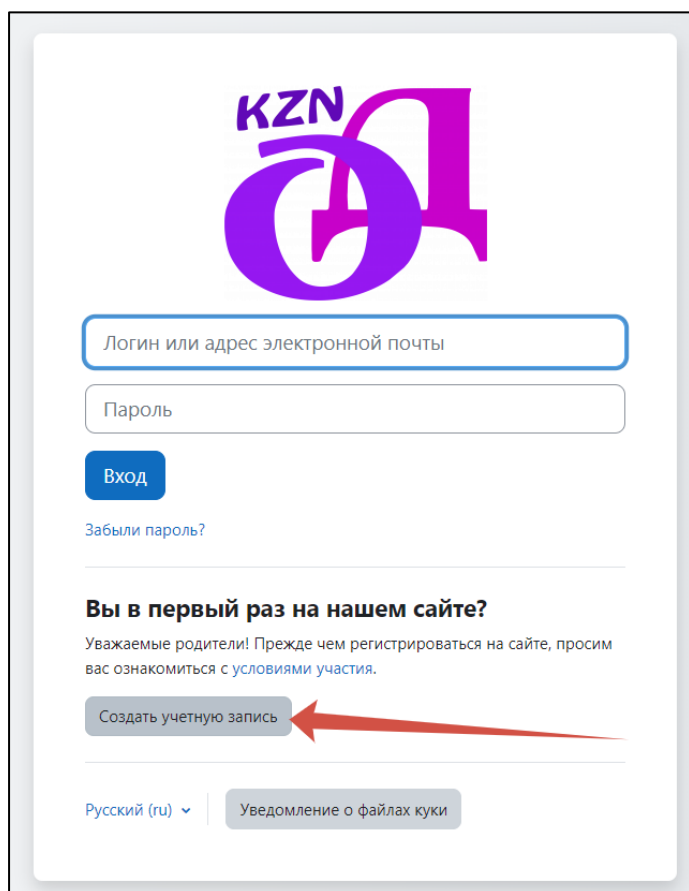 KZN
ДД
Логин или адрес электронной почты
Пароль
Вход
Забыли пароль?
Вы в первый раз на нашем сайте?
Уважаемые родители! Прежде чем регистрироваться на сайте, просим
вас ознакомиться с условиями участия.
Создать учетную запись
Русский (ru)
Уведомление о файлах куки